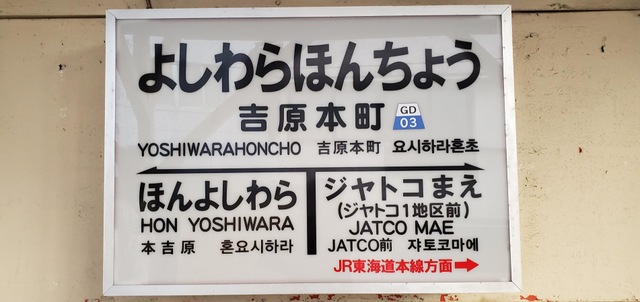 よしわらほんちょう
吉原本町 GD 03
YOSHIWARAHONCHO 吉原本町 요시하라혼초
ほんよしわら
HON YOSHIWARA
本吉原 혼요시하라
ジヤトコまえ
(ジヤトコ1地区前)
JATCO MAE
JATCO前 쟈토코마에
JR東海道本線方面